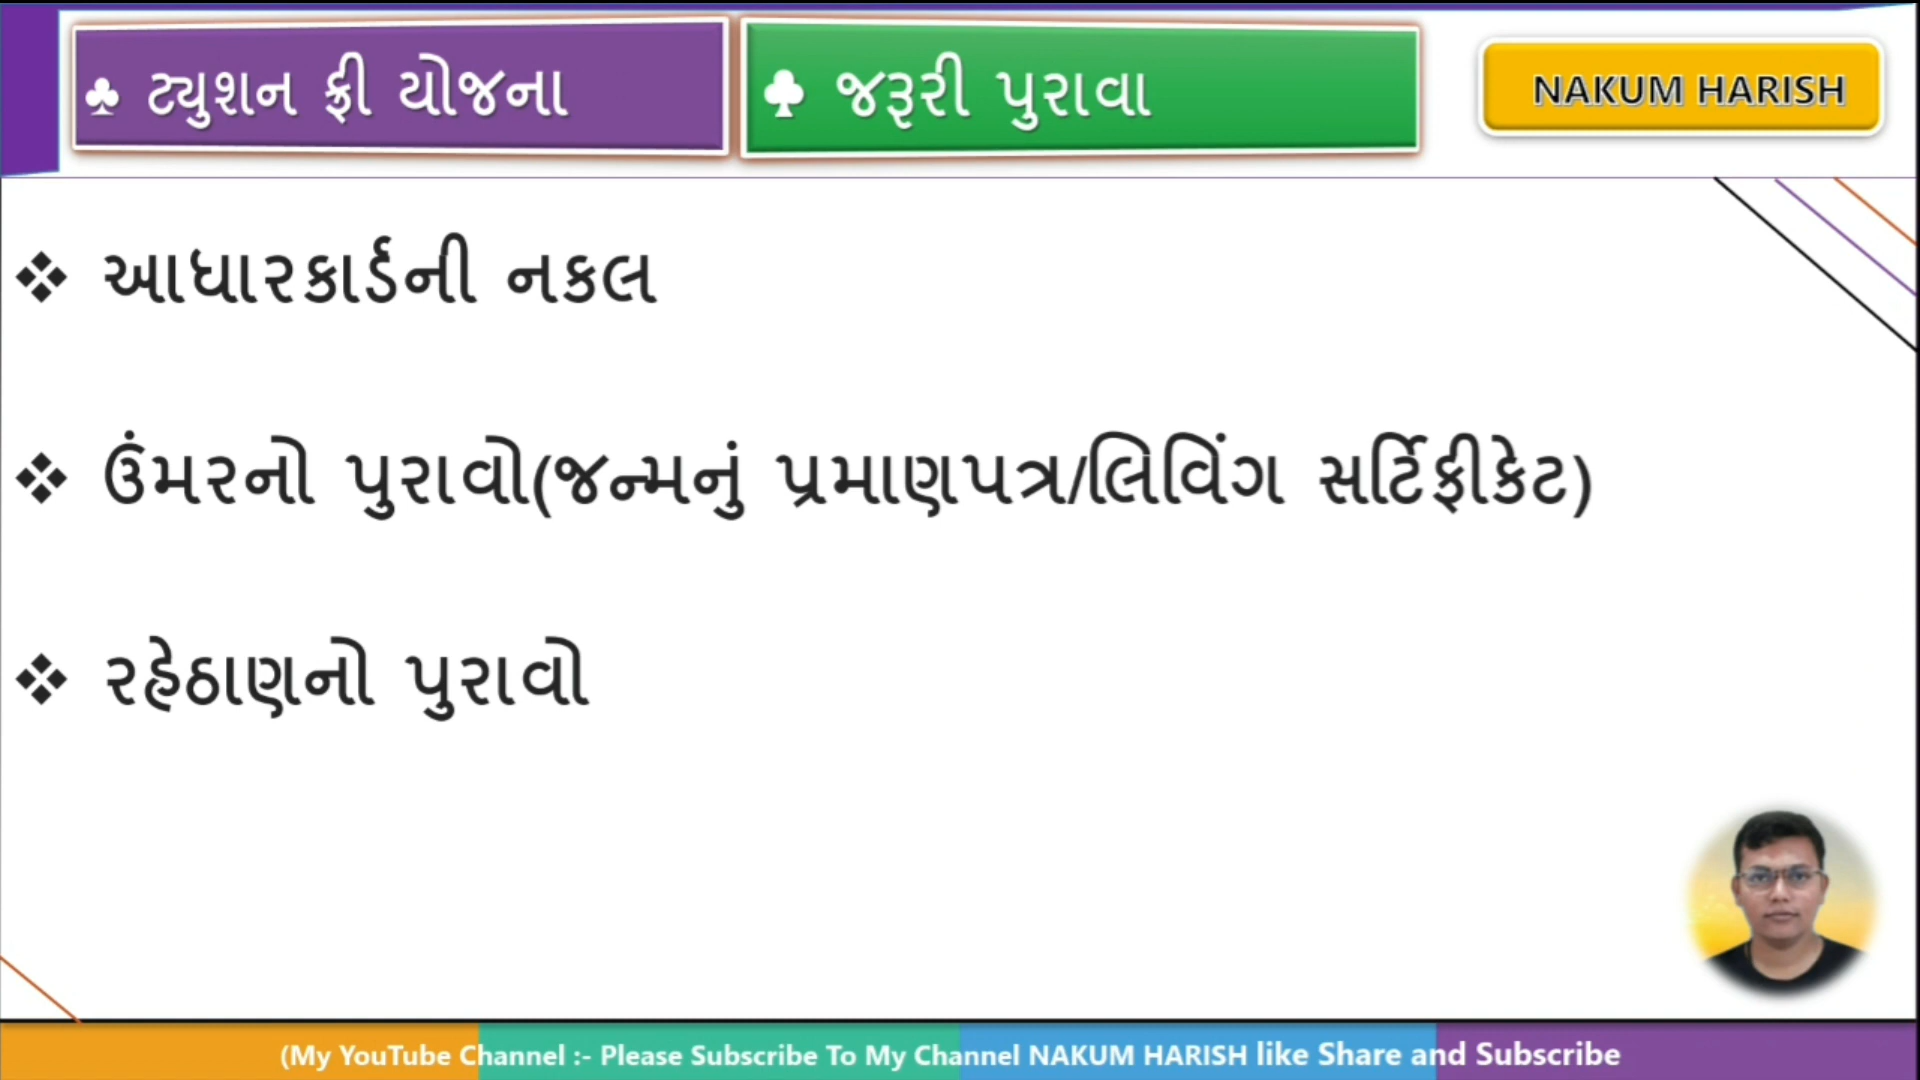 ♣ ટ્યુશન ફ્રી યોજના
♣ જરૂરી પુરાવા
NAKUM HARISH
❖ આધારકાર્ડની નકલ
❖ ઉંમરનો પુરાવો(જન્મનું પ્રમાણપત્ર/લિવિંગ સર્ટિફીકેટ)
❖ રહેઠાણનો પુરાવો
(My YouTube Channel :- Please Subscribe To My Channel NAKUM HARISH like Share and Subscribe